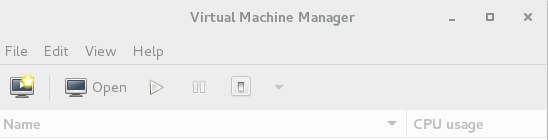 Virtual Machine Manager
File Edit View Help
Open
Name CPU usage